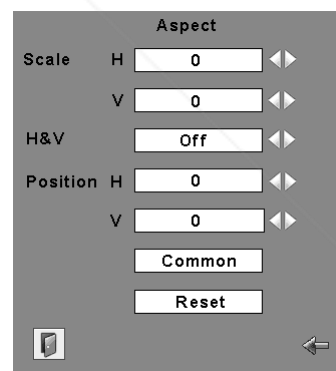 Aspect
Scale H 0
V 0
H&V Off
Position H 0
V 0
Common
Reset